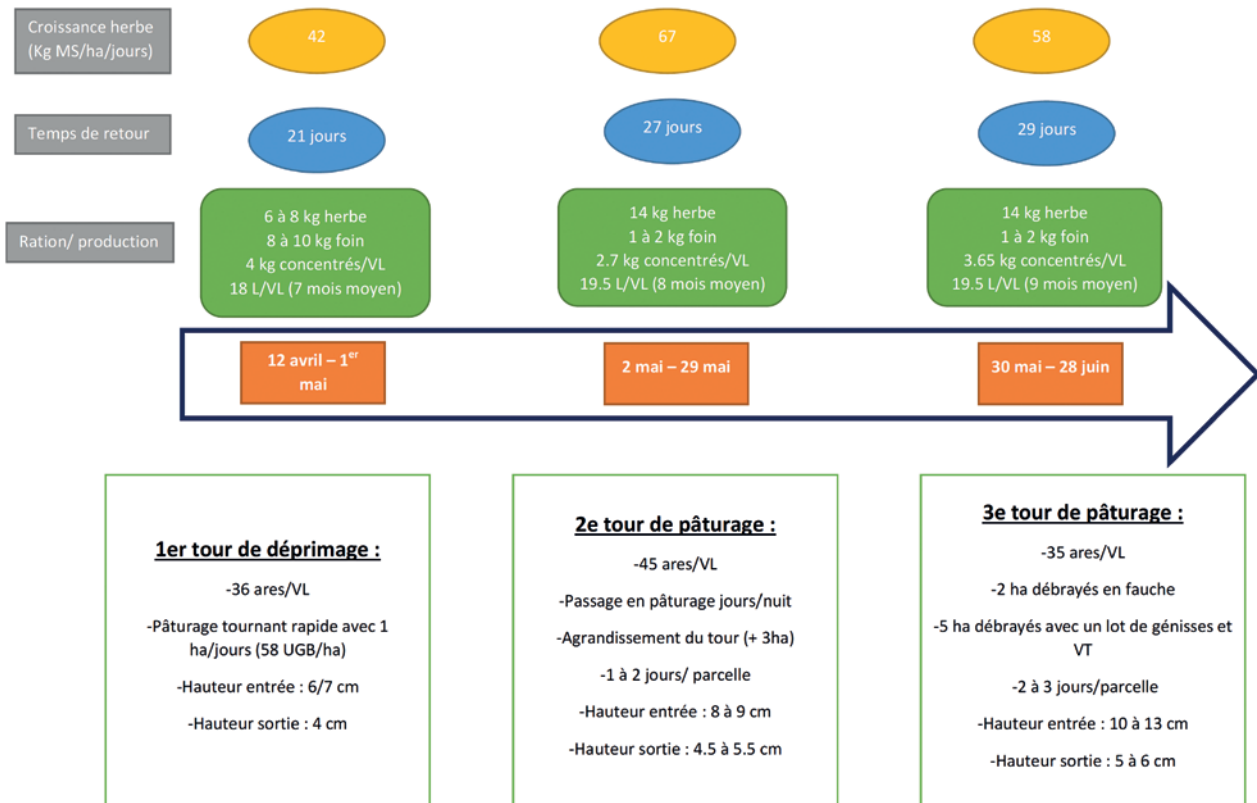 Croissance herbe
(Kg MS/ha/jours)
42
67
58
Temps de retour
21 jours
27 jours
29 jours
Ration/ production
6 à 8 kg herbe
8 à 10 kg foin
4 kg concentrés/VL
18 L/VL (7 mois moyen)
14 kg herbe
1 à 2 kg foin
2.7 kg concentrés/VL
19.5 L/VL (8 mois moyen)
14 kg herbe
1 à 2 kg foin
3.65 kg concentrés/VL
19.5 L/VL (9 mois moyen)
12 avril – 1er
mai
2 mai – 29 mai
30 mai – 28 juin
1er tour de déprimage :
-36 ares/VL
-Pâturage tournant rapide avec 1
ha/jours (58 UGB/ha)
-Hauteur entrée : 6/7 cm
-Hauteur sortie : 4 cm
2e tour de pâturage :
-45 ares/VL
-Passage en pâturage jours/nuit
-Agrandissement du tour (+ 3ha)
-1 à 2 jours/ parcelle
-Hauteur entrée : 8 à 9 cm
-Hauteur sortie : 4.5 à 5.5 cm
3e tour de pâturage :
-35 ares/VL
-2 ha débrayés en fauche
-5 ha débrayés avec un lot de génisses et
VT
-2 à 3 jours/parcelle
-Hauteur entrée : 10 à 13 cm
-Hauteur sortie : 5 à 6 cm